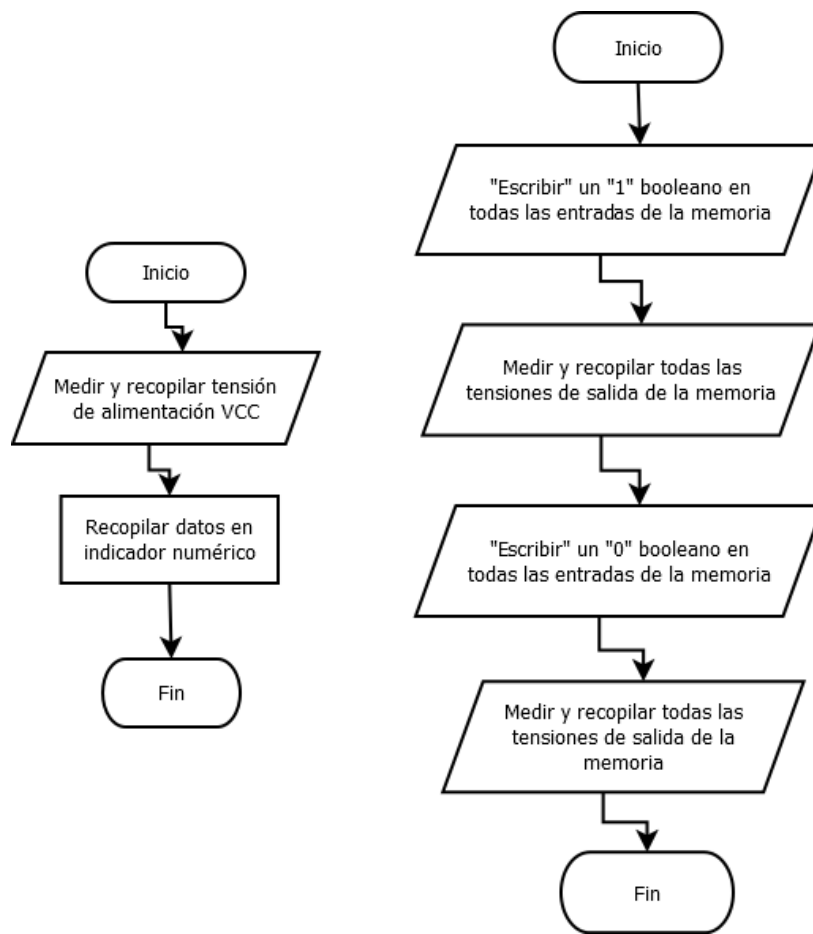 Inicio
Medir y recopilar tensión
de alimentación VCC
Recopilar datos en
indicador numérico
Fin
Inicio
"Escribir" un "1" booleano en
todas las entradas de la memoria
Medir y recopilar todas las
tensiones de salida de la memoria
"Escribir" un "0" booleano en
todas las entradas de la memoria
Medir y recopilar todas las
tensiones de salida de la
memoria
Fin